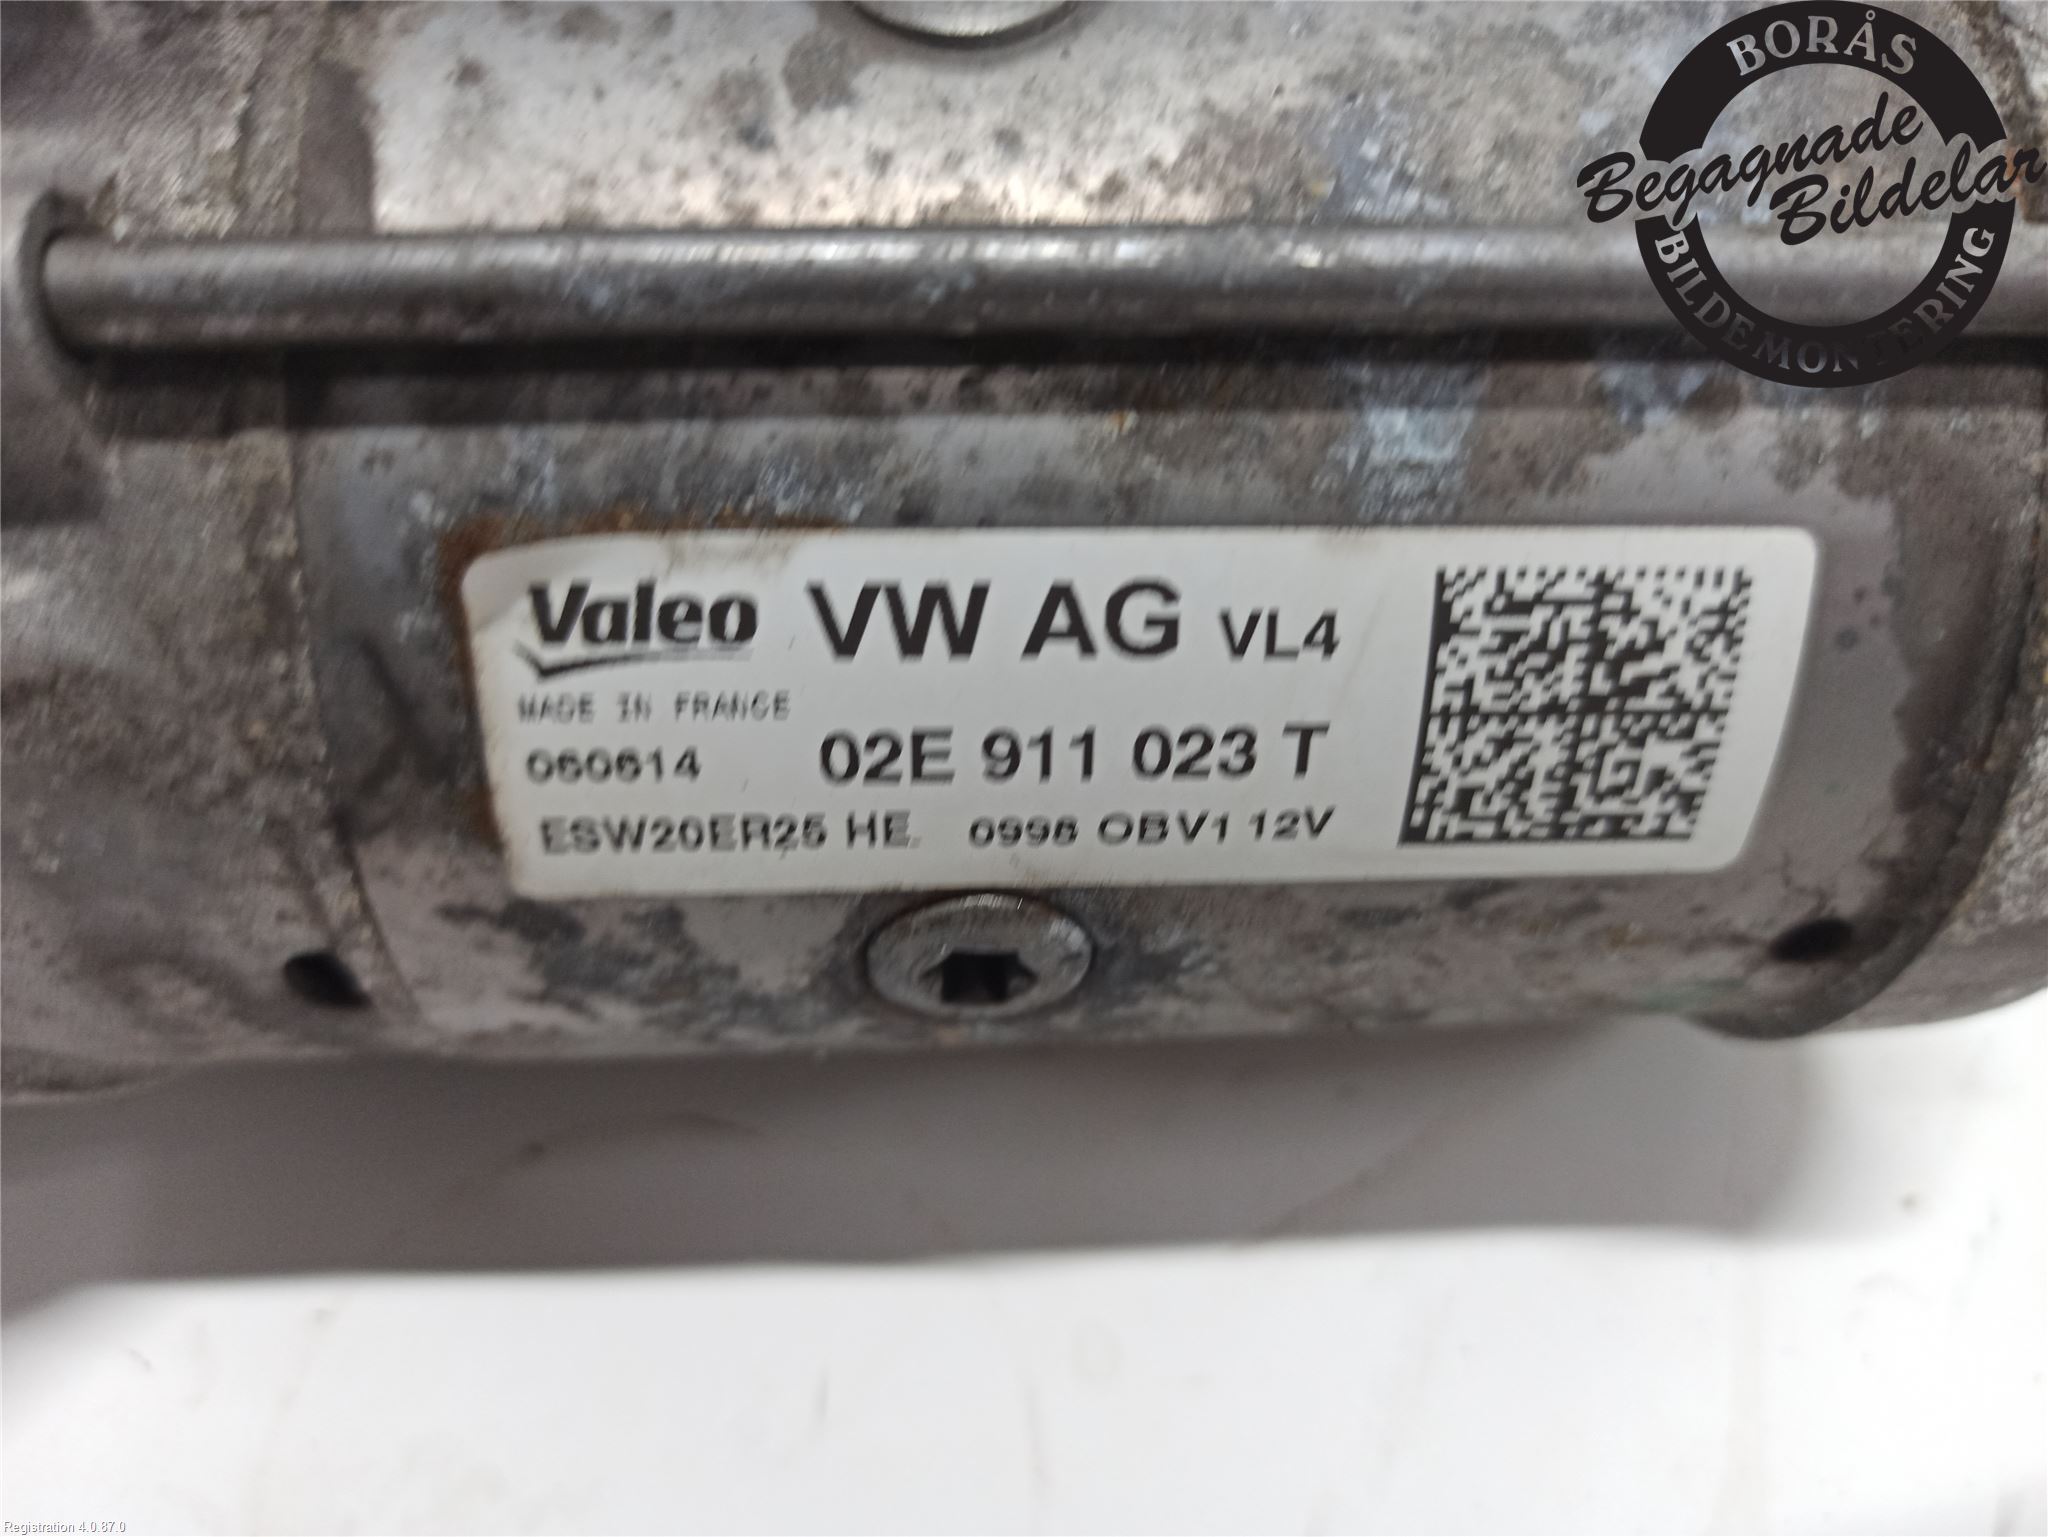 BORÅS
Begagnade
Bildelar
BILDEMONTERING
Valeo VW AG VL4
MADE IN FRANCE
060614 02E 911 023 T
ESW20ER25 HE 0998 OBV1 12V
Registration 4.0.87.0